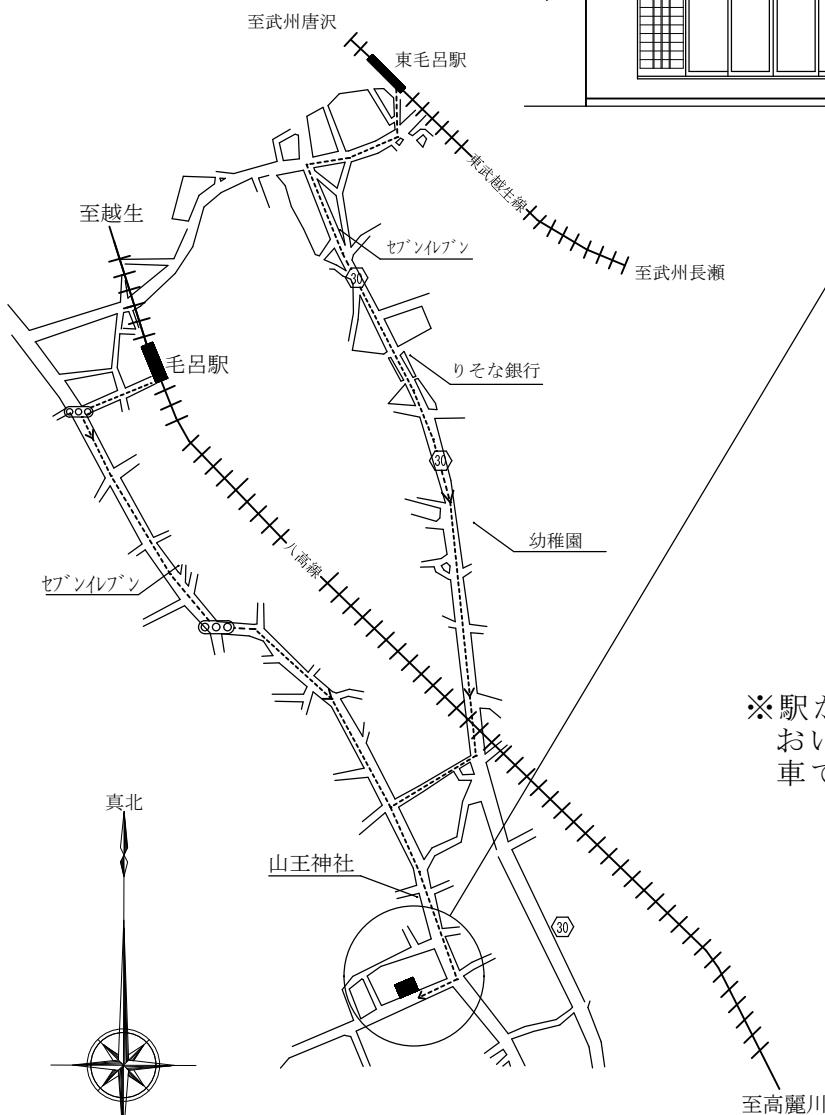 至武州唐沢
東毛呂駅
東武越生線
至越生
ｾﾌﾞﾝｲﾚﾌﾞﾝ
至武州長瀬
30
毛呂駅
りそな銀行
30
幼稚園
八高線
ｾﾌﾞﾝｲﾚﾌﾞﾝ
※駅か
おい
車で
真北
山王神社
30
至高麗川